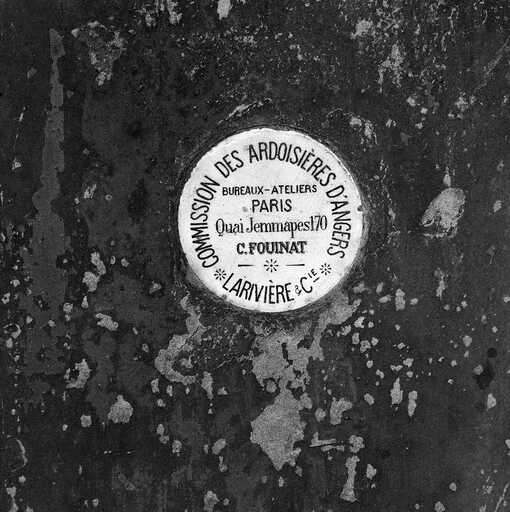 COMMISSION DES ARDOISIÈRES D'ANGERS
BUREAUX-ATELIERS
PARIS
Quai Jemmapes 170
C. FOUINAT
LARIVIÈRE & CIE